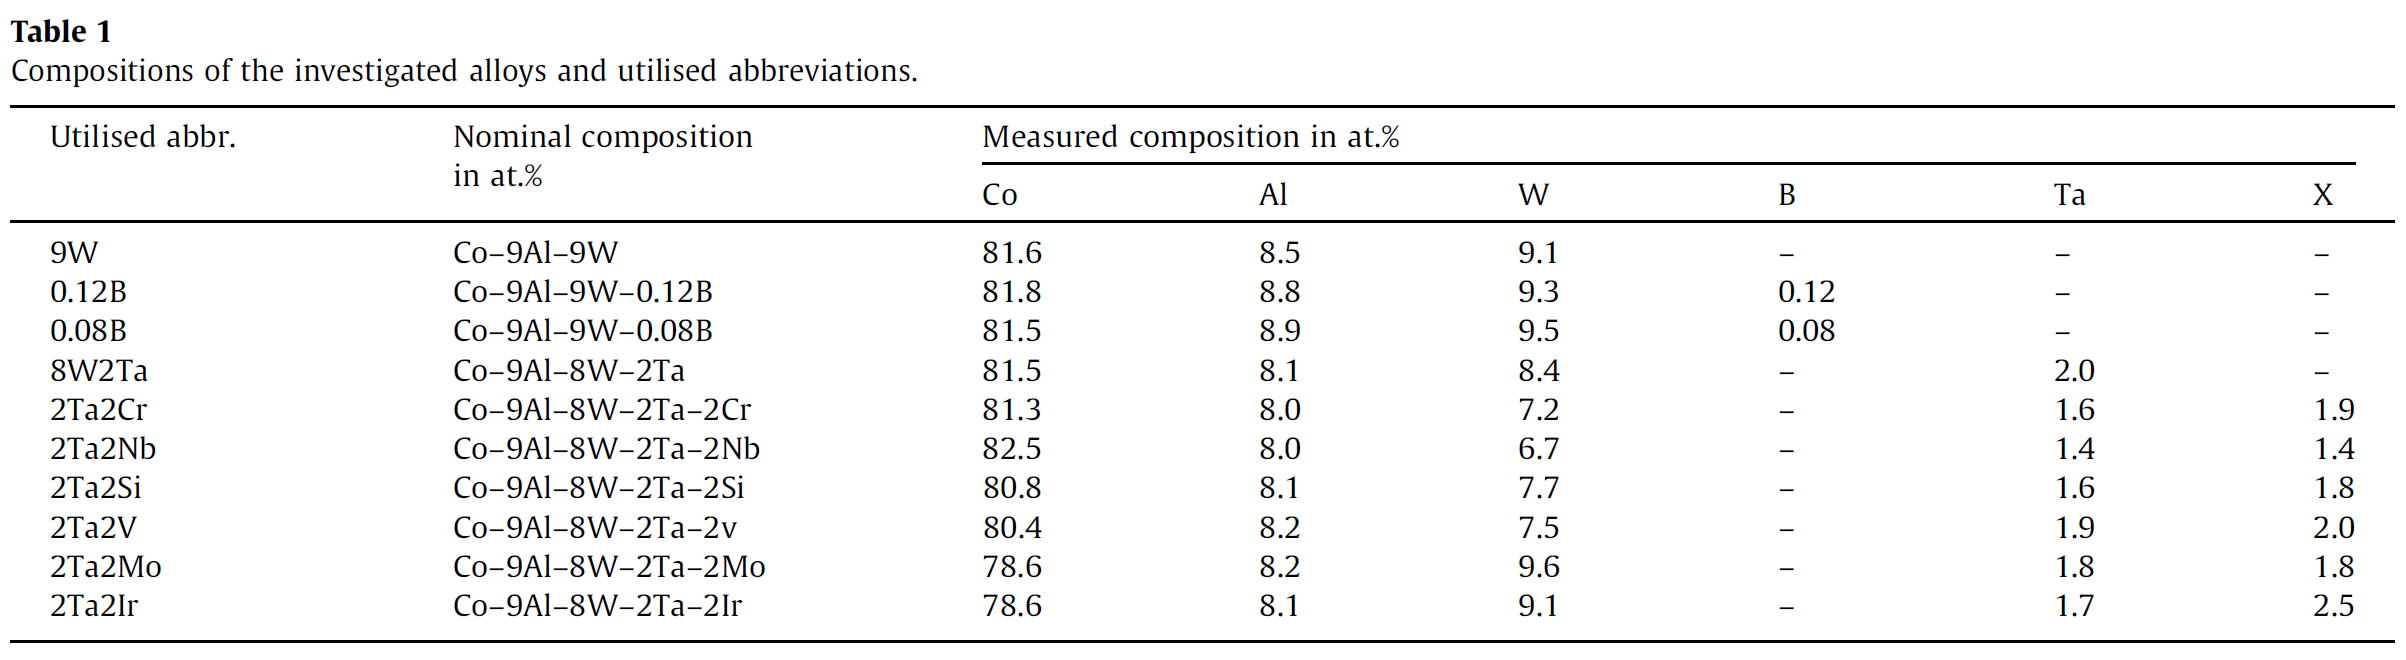 Table 1
Compositions of the investigated alloys and utilised abbreviations.
Utilised abbr. Nominal composition in at.% Measured composition in at.%
Co Al W B Ta X
9W Co–9Al–9W 81.6 8.5 9.1 – – –
0.12B Co–9Al–9W–0.12B 81.8 8.8 9.3 0.12 – –
0.08B Co–9Al–9W–0.08B 81.5 8.9 9.5 0.08 – –
8W2Ta Co–9Al–8W–2Ta 81.5 8.1 8.4 – 2.0 –
2Ta2Cr Co–9Al–8W–2Ta–2Cr 81.3 8.0 7.2 – 1.6 1.9
2Ta2Nb Co–9Al–8W–2Ta–2Nb 82.5 8.0 6.7 – 1.4 1.4
2Ta2Si Co–9Al–8W–2Ta–2Si 80.8 8.1 7.7 – 1.6 1.8
2Ta2V Co–9Al–8W–2Ta–2v 80.4 8.2 7.5 – 1.9 2.0
2Ta2Mo Co–9Al–8W–2Ta–2Mo 78.6 8.2 9.6 – 1.8 1.8
2Ta2Ir Co–9Al–8W–2Ta–2Ir 78.6 8.1 9.1 – 1.7 2.5